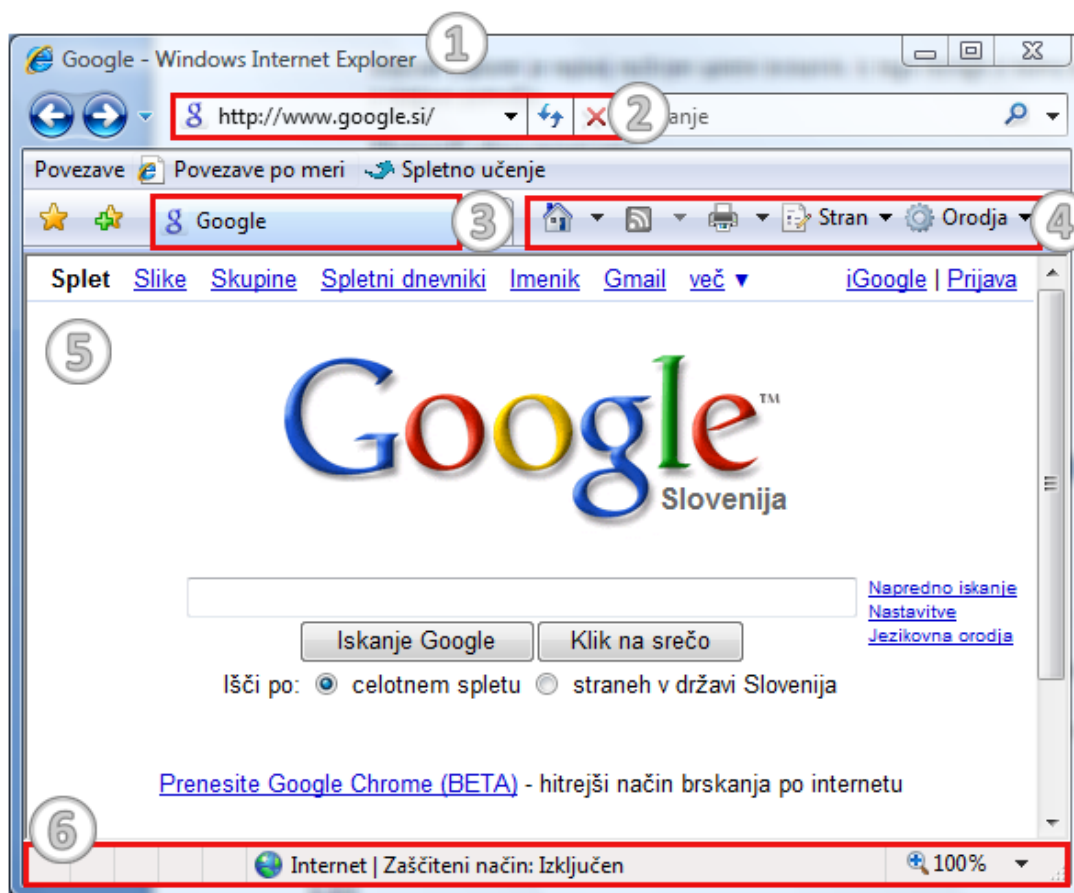 Google - Windows Internet Explorer 1
http://www.google.si/ 2 anje
Povezave Povezave po meri Spletno učenje
Google 3 Stran Orodja 4
Splet Slike Skupine Spletni dnevniki Imenik Gmail več ▼ iGoogle | Prijava
5
Google™
Slovenija
Napredno iskanje
Nastavitve
Jezikovna orodja
Iskanje Google Klik na srečo
Išči po: celotnem spletu straneh v državi Slovenija
Prenesite Google Chrome (BETA) - hitrejši način brskanja po internetu
6
Internet | Zaščiteni način: Izključen 100%